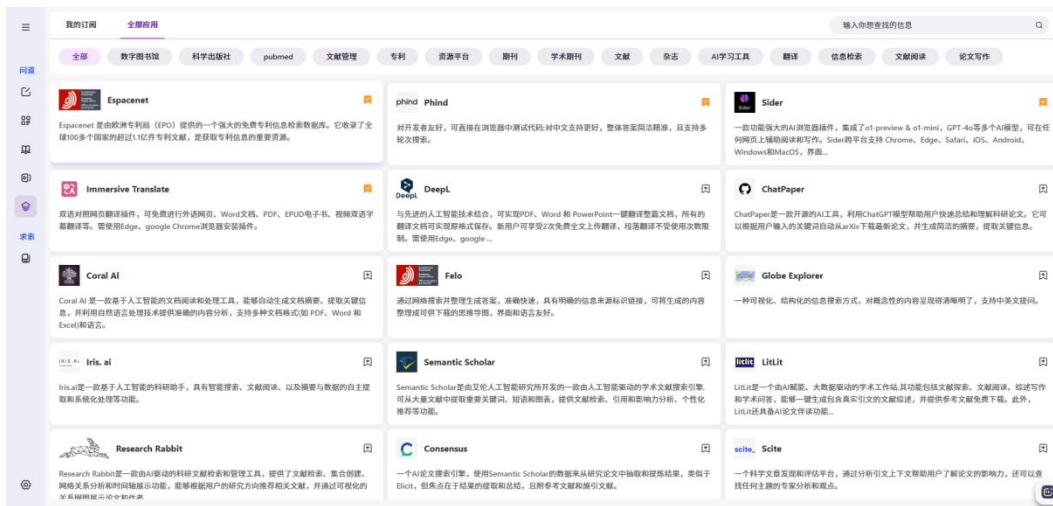 我的订阅 全部应用 输入你想查找的信息
全部 数字图书馆 科学出版社 pubmed 文献管理 专利 资源平台 期刊 学术期刊 文献 杂志 AI学习工具 翻译 信息检索 文献阅读 论文写作
问道
求索
Espacenet
Espacenet 是由欧洲专利局（EPO）提供的一个强大的免费专利信息检索数据库。它收录了全
球100多个国家的超过1.1亿件专利文献，是获取专利信息的重要资源。
phind Phind
对开发者友好，可直接在浏览器中测试代码;对中文支持更好，整体答案简洁精准，且支持多
轮次搜索。
Sider Sider
一款功能强大的AI浏览器插件，集成了o1-preview & o1-mini，GPT-4o等多个AI模型，可在任
何网页上辅助阅读和写作。Sider跨平台支持 Chrome、Edge、Safari、iOS、Android、
Windows和MacOS，界面...
Immersive Translate
双语对照网页翻译插件，可免费进行外语网页、Word文档、PDF、EPUD电子书、视频双语字
幕翻译等。需使用Edge、google Chrome浏览器安装插件。
DeepL DeepL
与先进的人工智能技术结合，可实现PDF、Word 和 PowerPoint一键翻译整篇文档，所有的
翻译文档可实现原格式保存。新用户可享受2次免费全文上传翻译，段落翻译不受使用次数限
制。需使用Edge、google ...
ChatPaper
ChatPaper是一款开源的AI工具，利用ChatGPT模型帮助用户快速总结和理解科研论文。它可
以根据用户输入的关键词自动从arXiv下载最新论文，并生成简洁的摘要，提取关键信息。
Coral AI
Coral AI 是一款基于人工智能的文档阅读和处理工具，能够自动生成文档摘要、提取关键信
息，并利用自然语言处理技术提供准确的内容分析，支持多种文档格式(如 PDF、Word 和
Excel)和语言。
Felo
通过网络搜索并整理生成答案，准确快速，具有明确的信息来源标识链接，可将生成的内容
整理成可供下载的思维导图，界面和语言友好。
Globe Explorer
一种可视化、结构化的信息搜索方式，对概念性的内容呈现得清晰明了，支持中英文提问。
IRIS.AI Iris. ai
Iris.ai是一款基于人工智能的科研助手，具有智能搜索、文献阅读、以及摘要与数据的自主提
取和系统化处理等功能。
Semantic Scholar
Semantic Scholar是由艾伦人工智能研究所开发的一款由人工智能驱动的学术文献搜索引擎,
可从大量文献中提取重要关键词、短语和图表，提供文献检索、引用和影响力分析、个性化
推荐等功能。
litlit LitLit
LitLit是一个由AI赋能、大数据驱动的学术工作站,其功能包括文献探索、文献阅读、综述写作
和学术问答，能够一键生成包含真实引文的文献综述，并提供参考文献免费下载。此外，
LitLit还具备AI论文伴读功能...
Research Rabbit
Research Rabbit是一款由AI驱动的科研文献检索和管理工具，提供了文献检索、集合创建、
网络关系分析和时间轴展示功能，能够根据用户的研究方向推荐相关文献，并通过可视化的
关系网图展示论文和作者
Consensus
一个AI论文搜索引擎，使用Semantic Scholar的数据来从研究论文中抽取和提炼结果，类似于
Elicit，但焦点在于结果的提取和总结，且附参考文献和施引文献。
scite_ Scite
一个科学文章发现和评估平台，通过分析引文上下文帮助用户了解论文的影响力，还可以查
找任何主题的专家分析和观点。